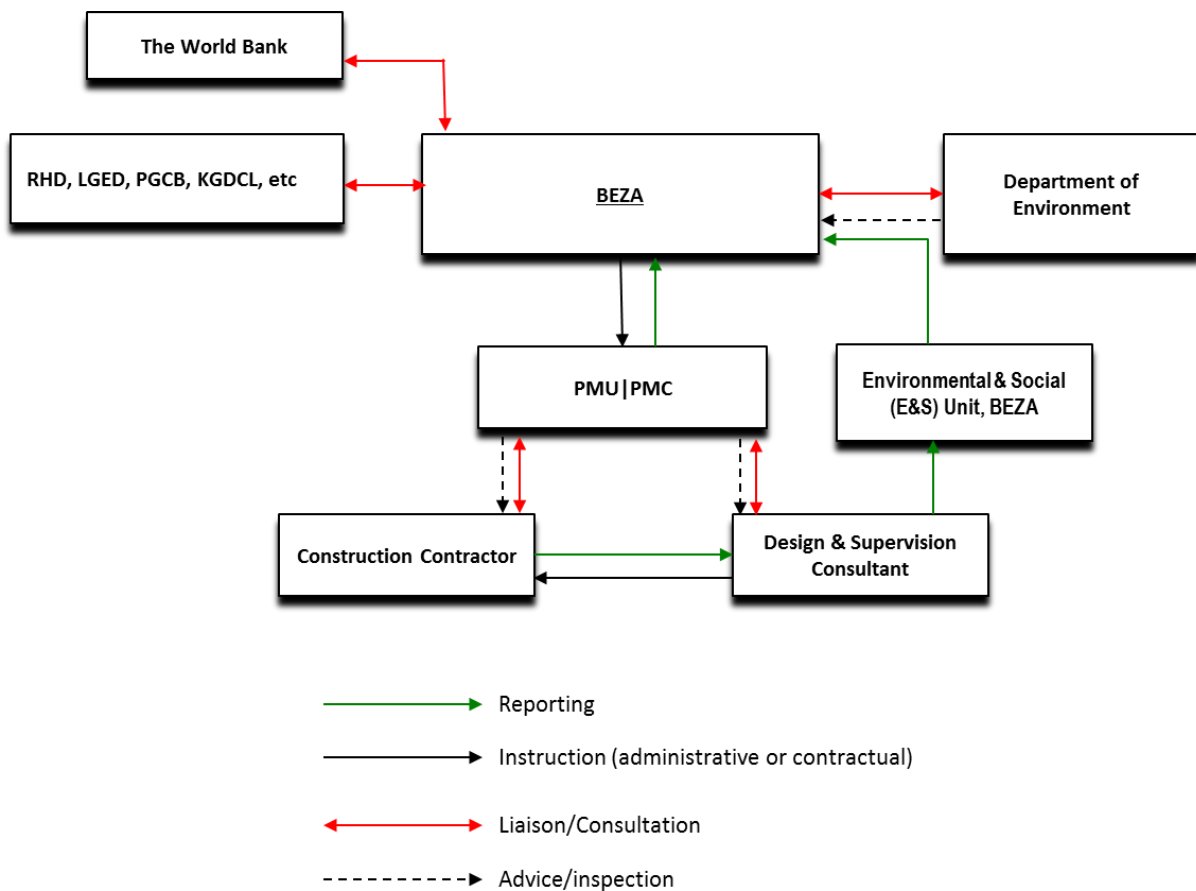 The World Bank
RHD, LGED, PGCB, KGDCL, etc
BEZA
Department of
Environment
PMU|PMC
Environmental & Social
(E&S) Unit, BEZA
Construction Contractor
Design & Supervision
Consultant
Reporting
Instruction (administrative or contractual)
Liaison/Consultation
Advice/inspection